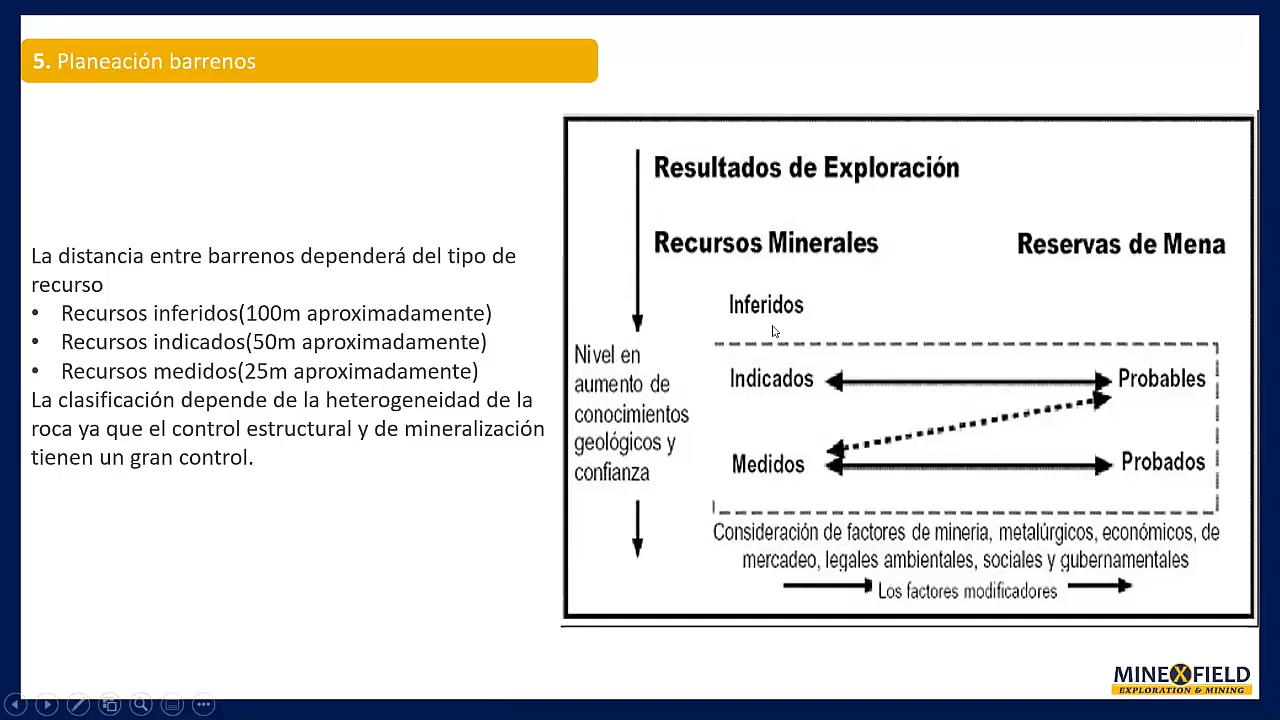 5. Planeación barrenos
La distancia entre barrenos dependerá del tipo de
recurso
• Recursos inferidos(100m aproximadamente)
• Recursos indicados(50m aproximadamente)
• Recursos medidos(25m aproximadamente)
La clasificación depende de la heterogeneidad de la
roca ya que el control estructural y de mineralización
tienen un gran control.
Resultados de Exploración
Recursos Minerales
Reservas de Mena
Inferidos
Nivel en
aumento de
conocimientos
geológicos y
confianza
Indicados
Probables
Medidos
Probados
Consideración de factores de mineria, metalúrgicos, económicos, de
mercadeo, legales ambientales, sociales y gubernamentales
Los factores modificadores
MINEXFIELD
EXPLORATION & MINING